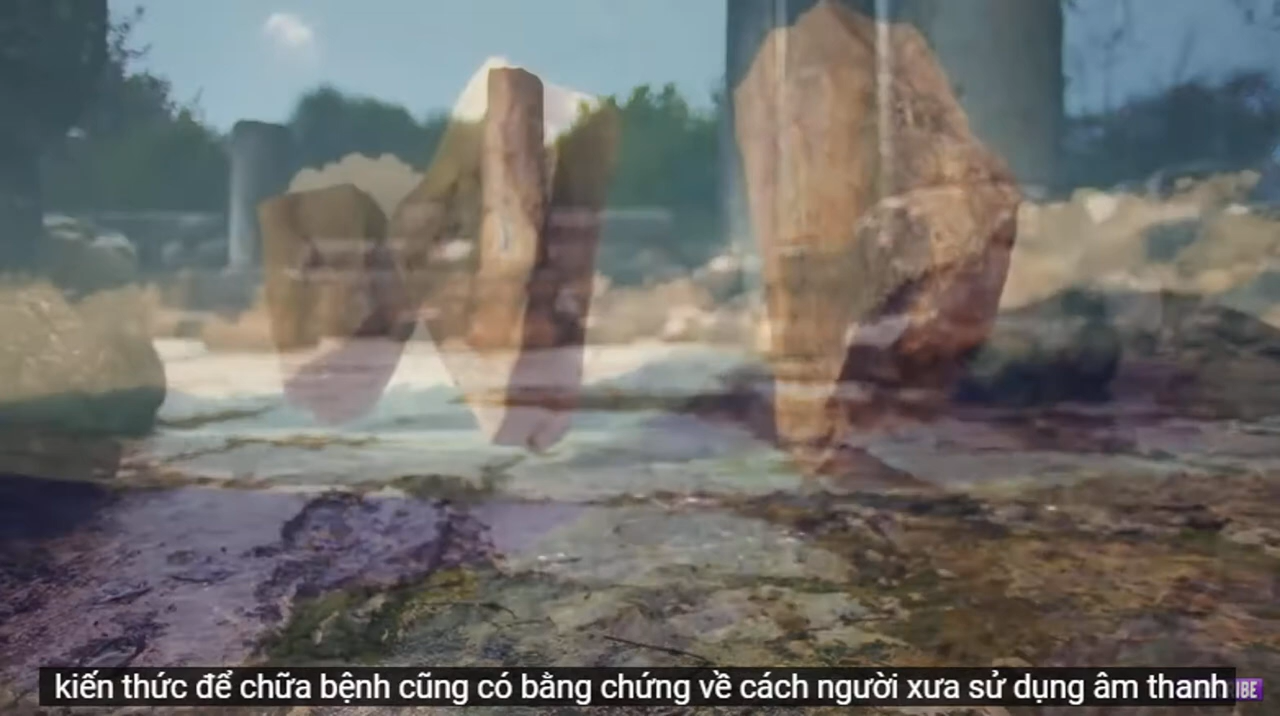 kiến thức để chữa bệnh cũng có bằng chứng về cách người xưa sử dụng âm thanh